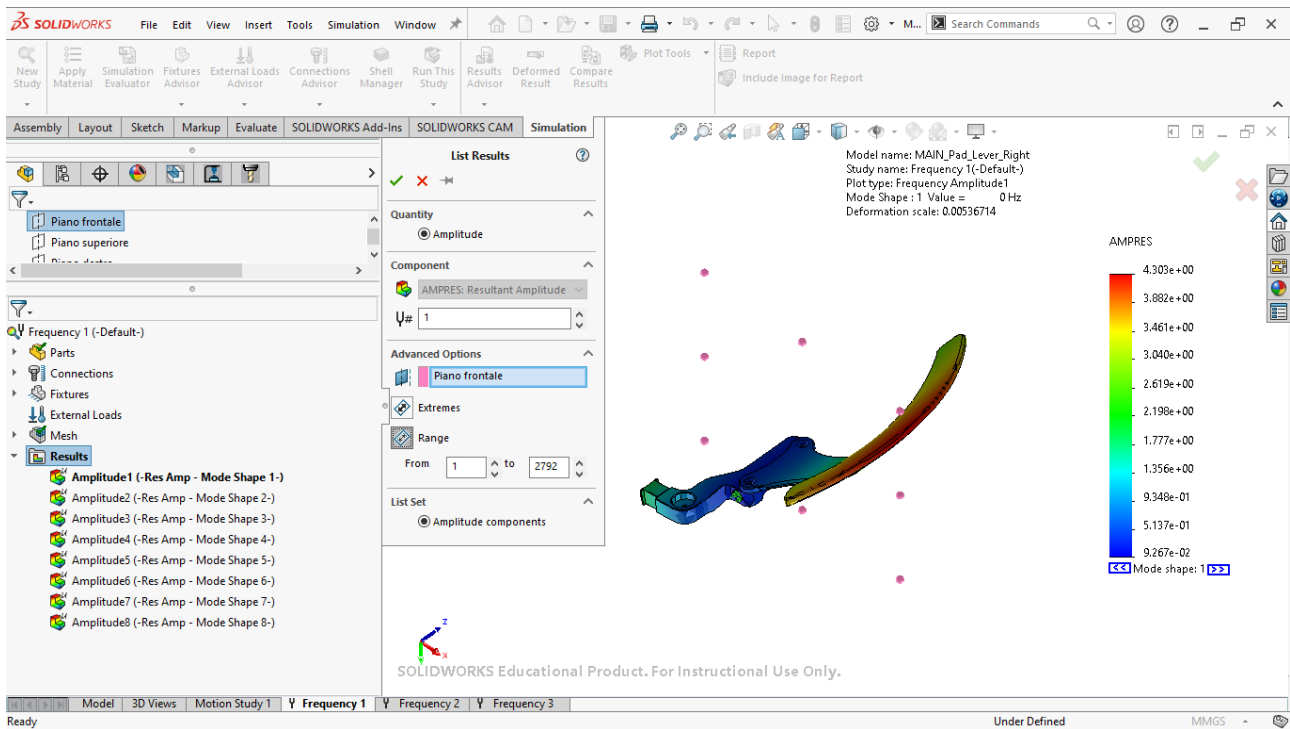 SOLIDWORKS File Edit View Insert Tools Simulation Window M... Search Commands
New Study
Apply Material
Simulation Evaluator
Fixtures Advisor
External Loads Advisor
Connections Advisor
Shell Manager
Run This Study
Results Advisor
Deformed Result
Compare Results
Plot Tools
Report
Include Image for Report
Assembly Layout Sketch Markup Evaluate SOLIDWORKS Add-Ins SOLIDWORKS CAM Simulation
Piano frontale
Piano superiore
Frequency 1 (-Default-)
Parts
Connections
Fixtures
External Loads
Mesh
Results
Amplitude1 (-Res Amp - Mode Shape 1-)
Amplitude2 (-Res Amp - Mode Shape 2-)
Amplitude3 (-Res Amp - Mode Shape 3-)
Amplitude4 (-Res Amp - Mode Shape 4-)
Amplitude5 (-Res Amp - Mode Shape 5-)
Amplitude6 (-Res Amp - Mode Shape 6-)
Amplitude7 (-Res Amp - Mode Shape 7-)
Amplitude8 (-Res Amp - Mode Shape 8-)
List Results
Quantity
Amplitude
Component
AMPRES: Resultant Amplitude
# 1
Advanced Options
Piano frontale
Extremes
Range
From 1 to 2792
List Set
Amplitude components
Model name: MAIN_Pad_Lever_Right
Study name: Frequency 1(-Default-)
Plot type: Frequency Amplitude1
Mode Shape : 1 Value = 0 Hz
Deformation scale: 0.00536714
AMPRES
4.303e+00
3.882e+00
3.461e+00
3.040e+00
2.619e+00
2.198e+00
1.777e+00
1.356e+00
9.348e-01
5.137e-01
9.267e-02
<< Mode shape: 1 >>
z
x
y
SOLIDWORKS Educational Product. For Instructional Use Only.
Model 3D Views Motion Study 1 Frequency 1 Frequency 2 Frequency 3
Ready Under Defined MMGS